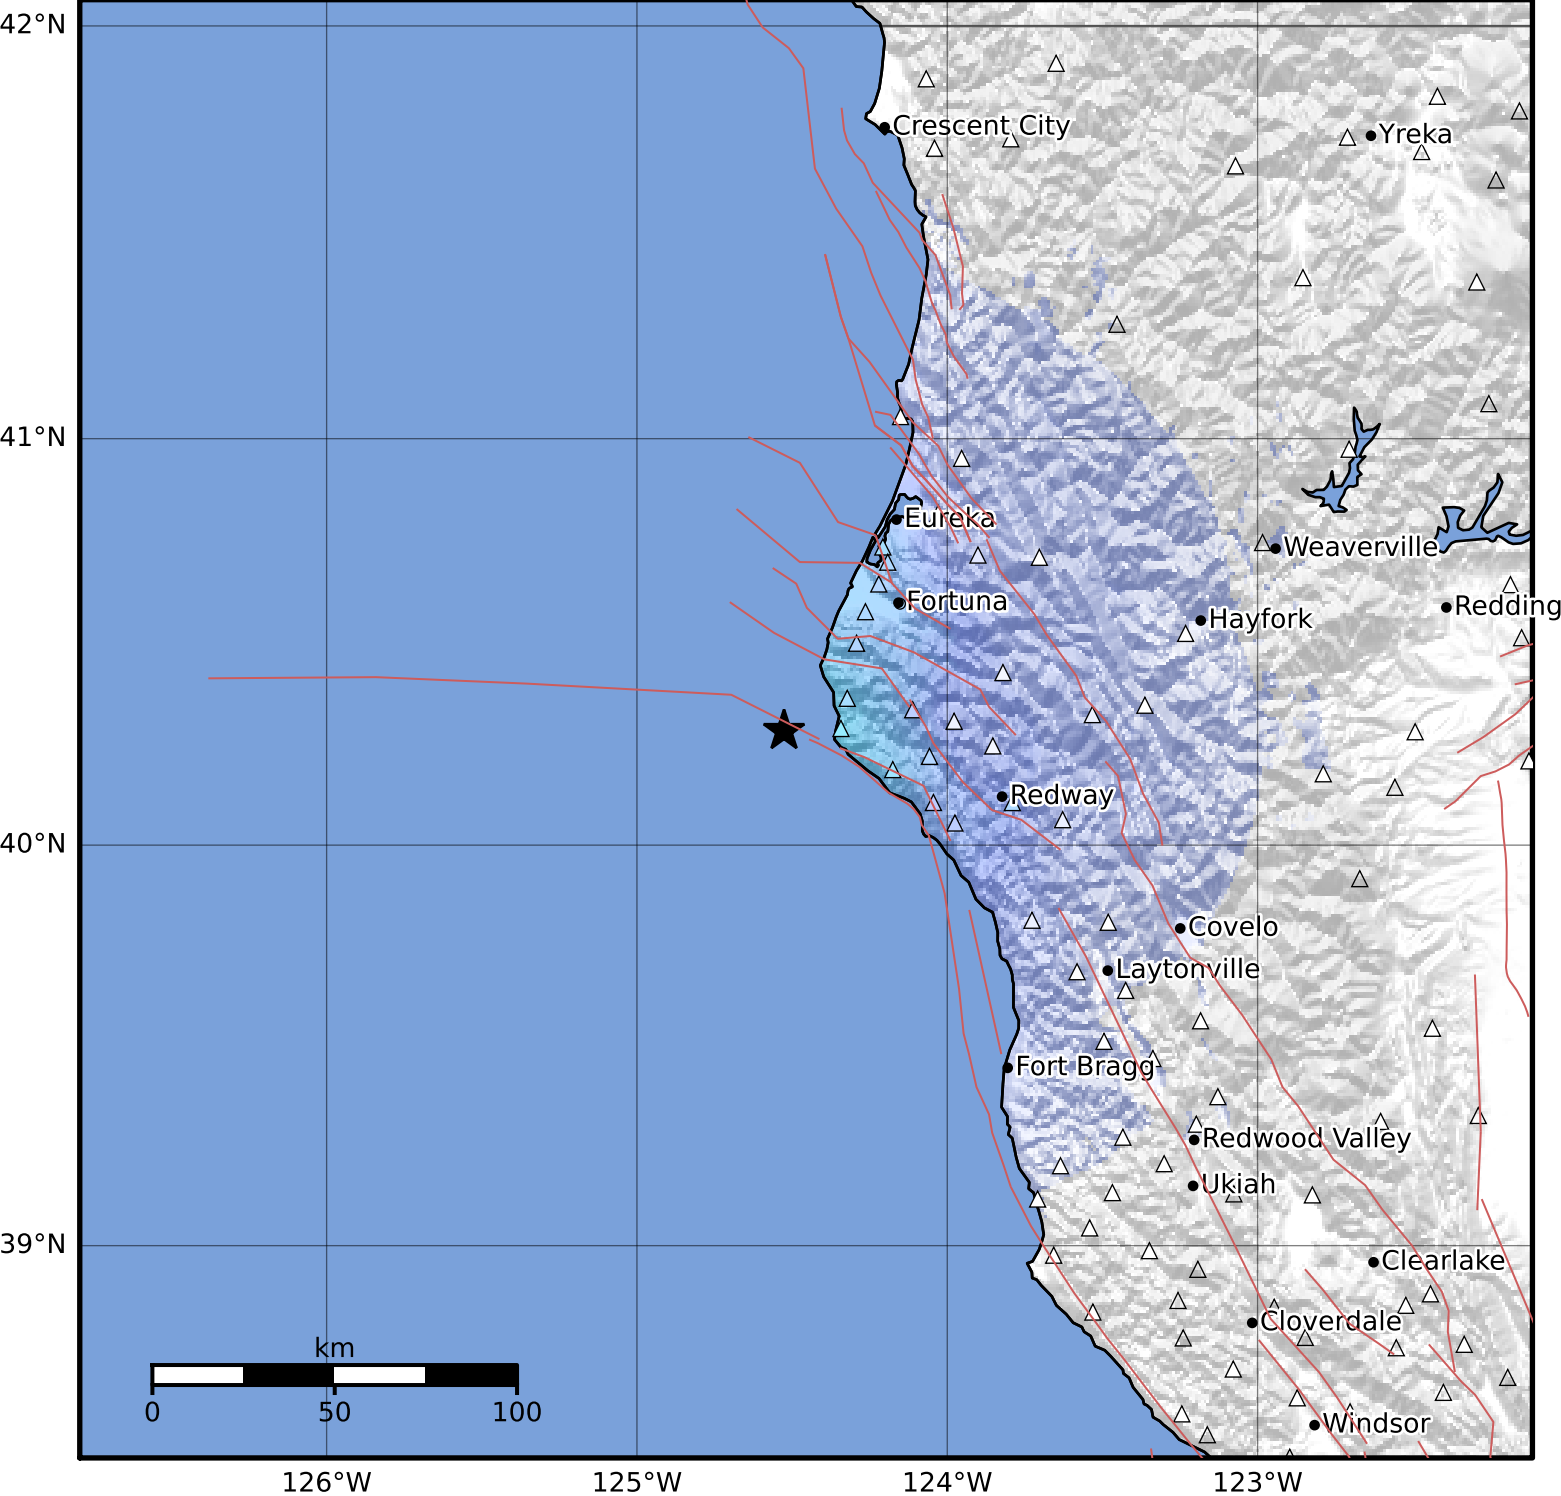 42°N
Crescent City
Yreka
41°N
Eureka
Weaverville
Fortuna
Redding
Hayfork
Redway
40°N
Covelo
Laytonville
Fort Bragg
Redwood Valley
Ukiah
39°N
Clearlake
Cloverdale
km
0 50 100
Windsor
126°W 125°W 124°W 123°W